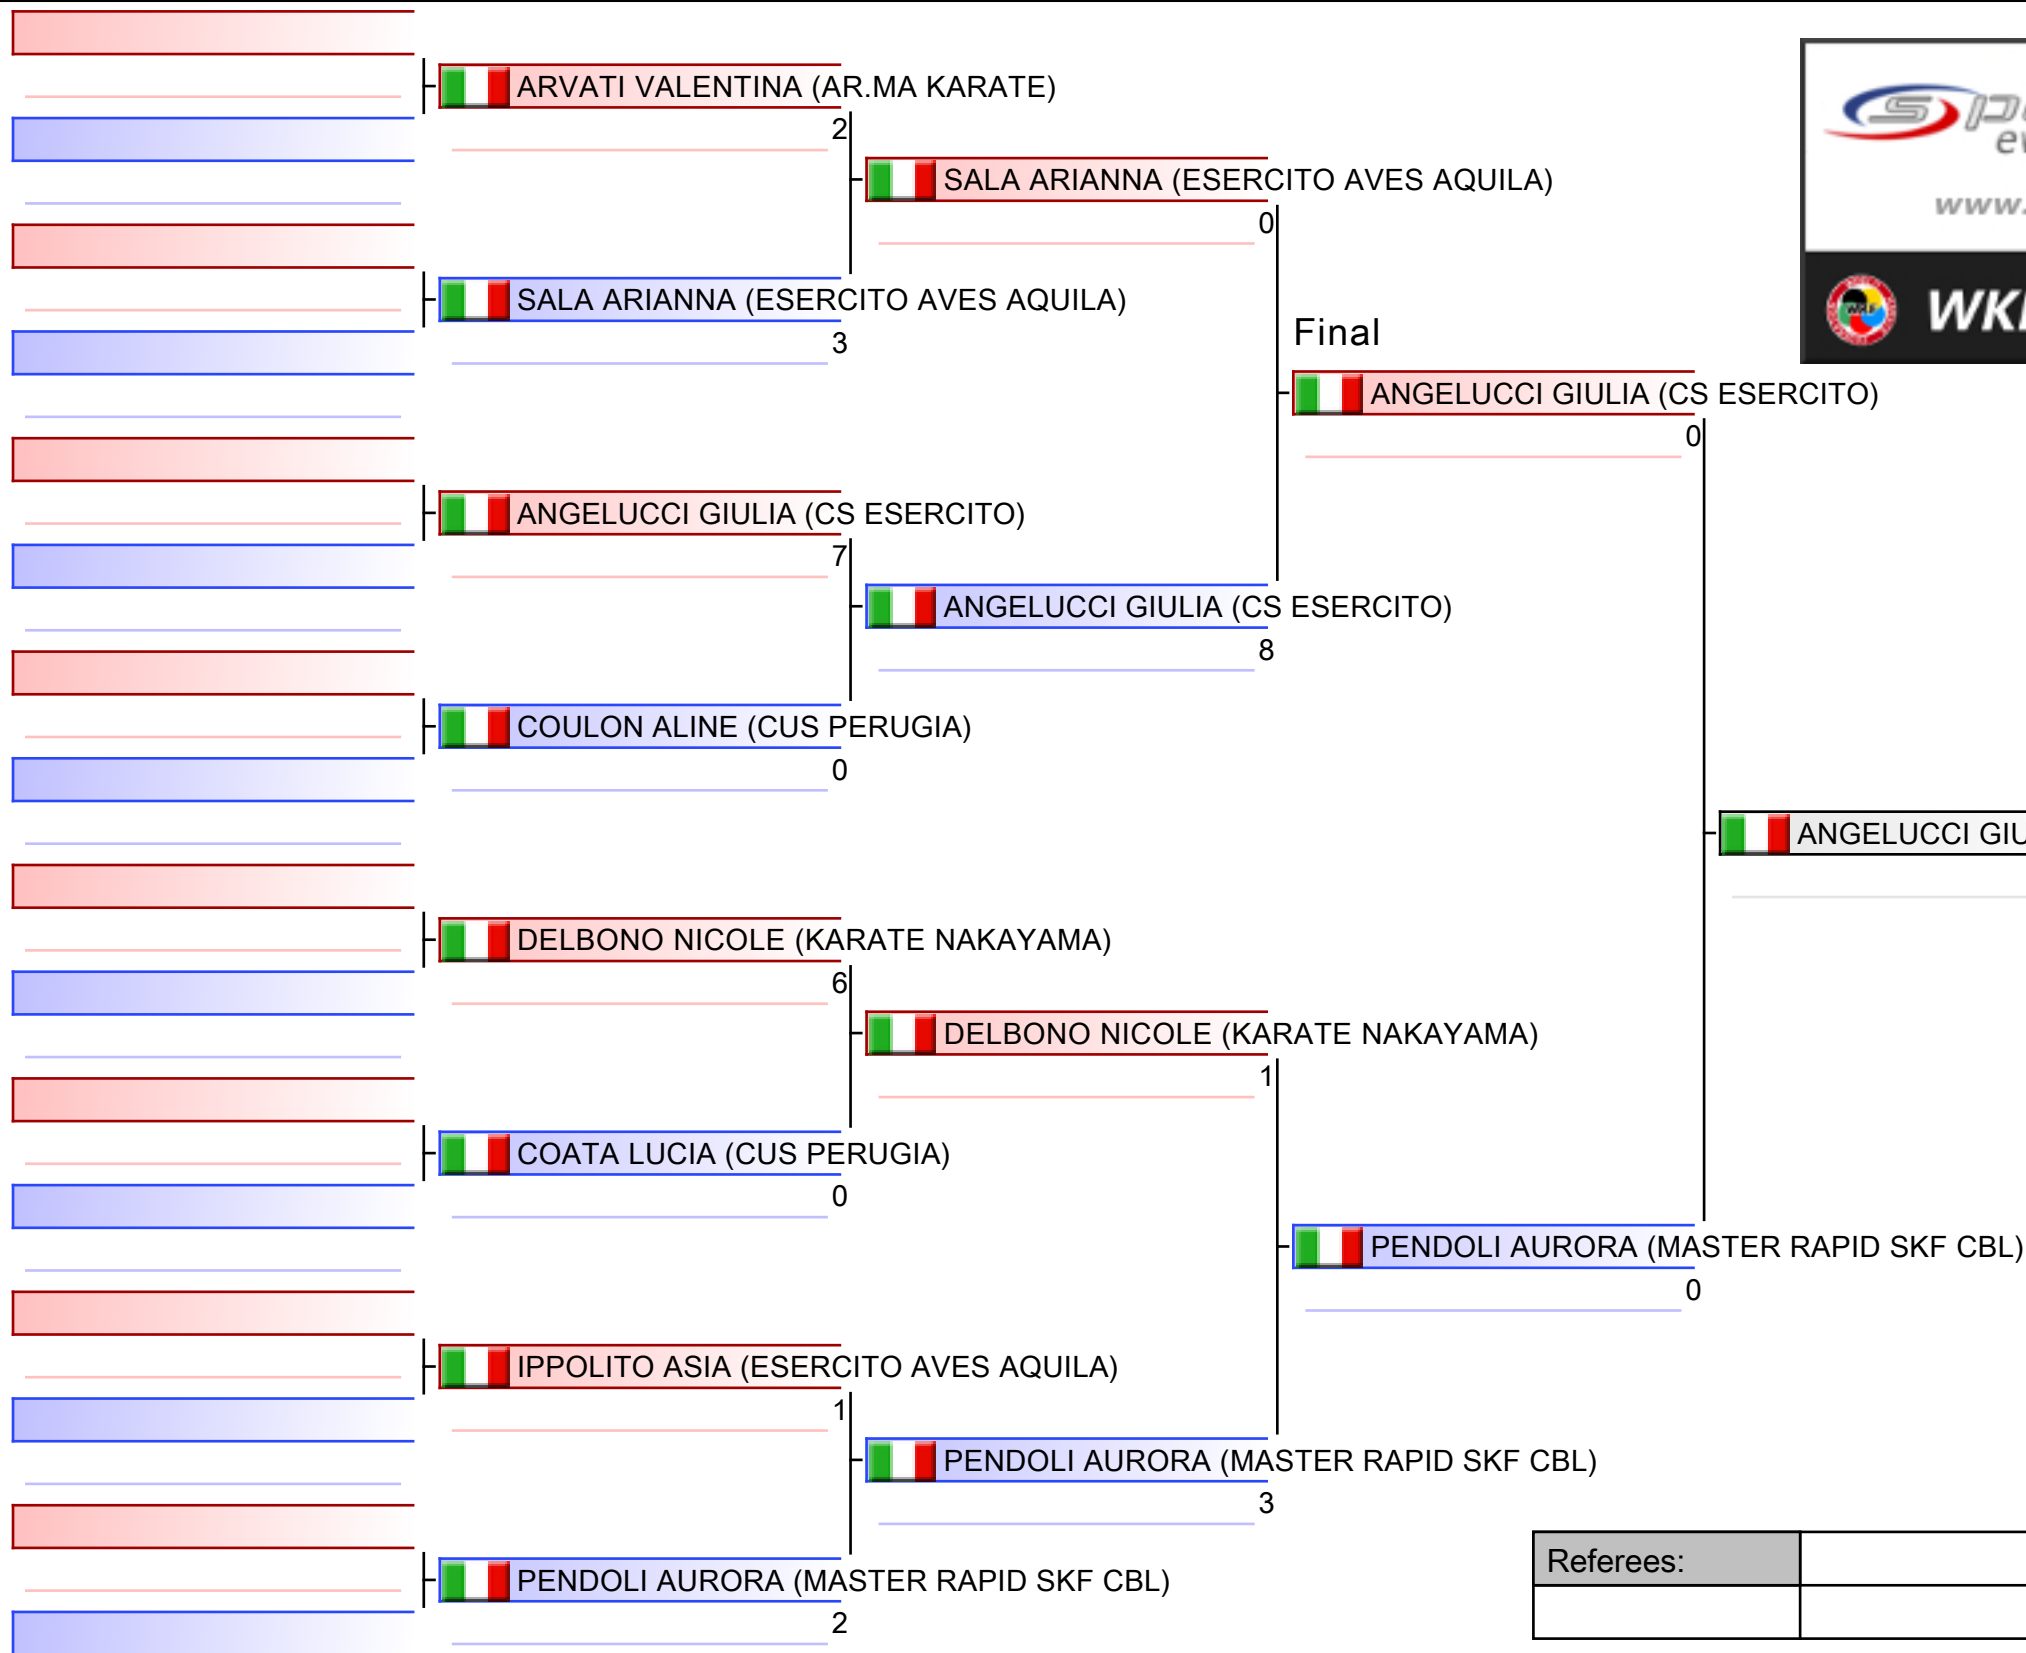 ARVATI VALENTINA (AR.MA KARATE)
2
SALA ARIANNA (ESERCITO AVES AQUILA)
0
www.
SALA ARIANNA (ESERCITO AVES AQUILA)
3
WK
Final
ANGELUCCI GIULIA (CS ESERCITO)
0
ANGELUCCI GIULIA (CS ESERCITO)
7
ANGELUCCI GIULIA (CS ESERCITO)
8
COULON ALINE (CUS PERUGIA)
0
ANGELUCCI GIU
DELBONO NICOLE (KARATE NAKAYAMA)
6
DELBONO NICOLE (KARATE NAKAYAMA)
1
COATA LUCIA (CUS PERUGIA)
0
PENDOLI AURORA (MASTER RAPID SKF CBL)
0
IPPOLITO ASIA (ESERCITO AVES AQUILA)
1
PENDOLI AURORA (MASTER RAPID SKF CBL)
3
Referees:
PENDOLI AURORA (MASTER RAPID SKF CBL)
2